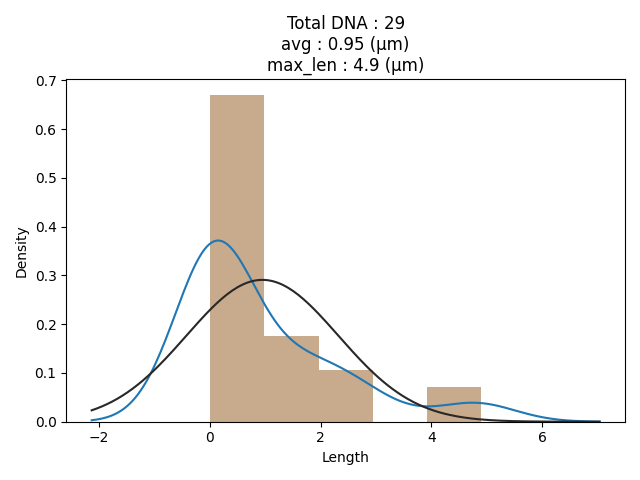 Total DNA : 29
avg : 0.95 (μm)
max_len : 4.9 (μm)
0.7
0.6
0.5
0.4
0.3
0.2
0.1
0.0
Density
−2
0
2
4
6
Length